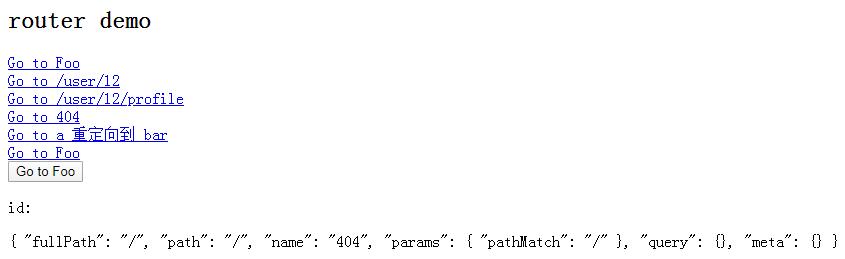 router demo
Go to Foo
Go to /user/12
Go to /user/12/profile
Go to 404
Go to a 重定向到 bar
Go to Foo
Go to Foo
id:
{ "fullPath": "/", "path": "/", "name": "404", "params": { "pathMatch": "/" }, "query": {}, "meta": {} }